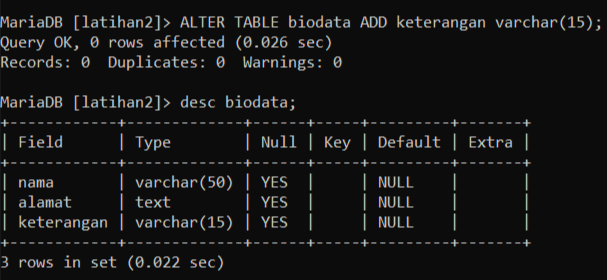 MariaDB [latihan2]> ALTER TABLE biodata ADD keterangan varchar(15);
Query OK, 0 rows affected (0.026 sec)
Records: 0  Duplicates: 0  Warnings: 0

MariaDB [latihan2]> desc biodata;
+------------+-------------+------+-----+---------+-------+
| Field      | Type        | Null | Key | Default | Extra |
+------------+-------------+------+-----+---------+-------+
| nama       | varchar(50) | YES  |     | NULL    |       |
| alamat     | text        | YES  |     | NULL    |       |
| keterangan | varchar(15) | YES  |     | NULL    |       |
+------------+-------------+------+-----+---------+-------+
3 rows in set (0.022 sec)